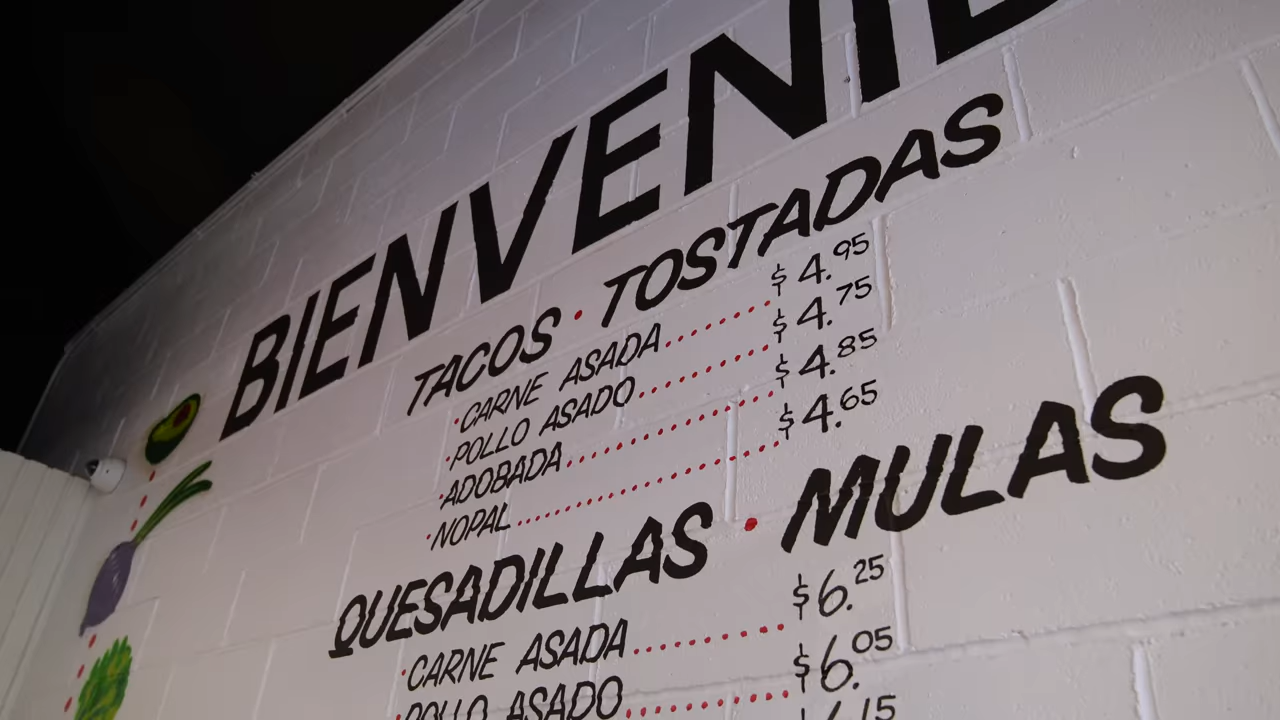 BIENVENID
TACOS · TOSTADAS
· CARNE ASADA $4.95
· POLLO ASADO $4.75
· ADOBADA $4.85
· NOPAL $4.65
QUESADILLAS · MULAS
· CARNE ASADA $6.25
· POLLO ASADO $6.05